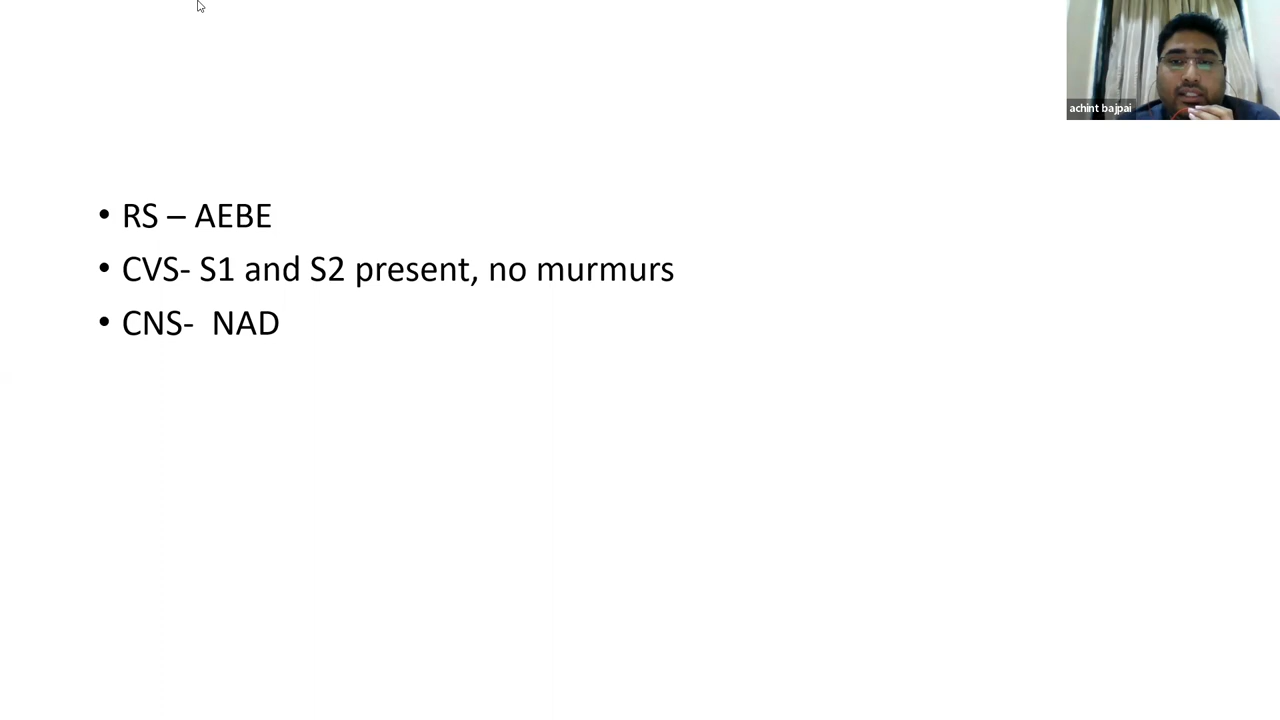 achint bajpai
• RS – AEBE
• CVS- S1 and S2 present, no murmurs
• CNS-  NAD